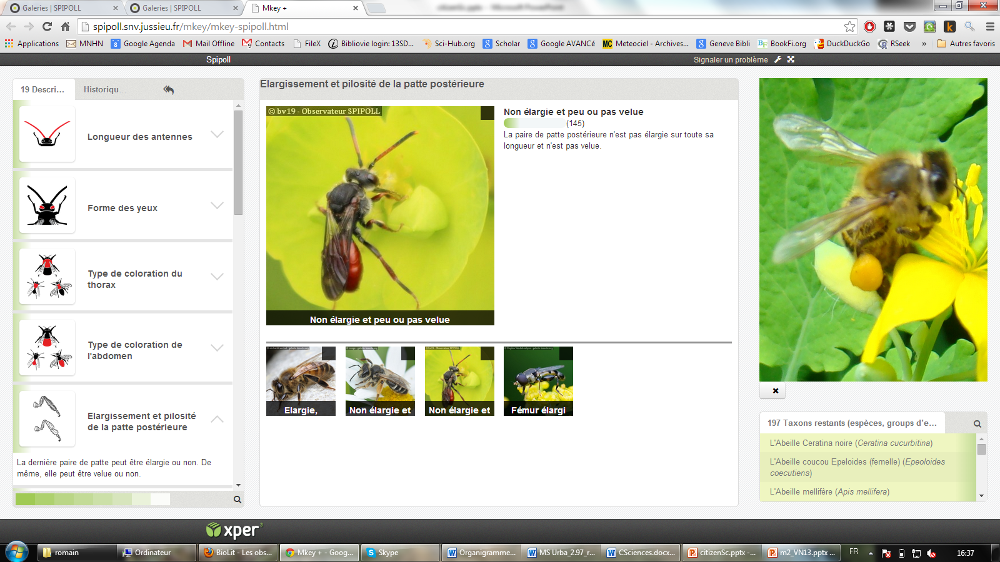 Galeries | SPIPOLL
Galeries | SPIPOLL
Mkey +
citizenSc.pptx - Microsoft PowerPoint
spipoll.snv.jussieu.fr/mkey/mkey-spipoll.html
Applications
MNHN
Google Agenda
Mail Offline
Contacts
FileX
Bibliovie login: 13SD...
Sci-Hub.org
Scholar
Google AVANCé
Meteociel - Archives...
Geneve Bibli
BookFi.org
DuckDuckGo
RSeek
»
Autres favoris
Spipoll
Signaler un problème
19 Descri...
Historiqu...
Longueur des antennes
Forme des yeux
Type de coloration du
thorax
Type de coloration de
l'abdomen
Elargissement et pilosité
de la patte postérieure
La dernière paire de patte peut être élargie ou non. De
même, elle peut être velue ou non.
Elargissement et pilosité de la patte postérieure
© bv19 - Observateur SPIPOLL
Non élargie et peu ou pas velue
Non élargie et peu ou pas velue
(145)
La paire de patte postérieure n'est pas élargie sur toute sa
longueur et n'est pas velue.
Elargie,
Non élargie et
Non élargie et
Fémur élargi
197 Taxons restants (espèces, groups d'e...
L'Abeille Ceratina noire (Ceratina cucurbitina)
L'Abeille coucou Epeloides (femelle) (Epeoloides
coecutiens)
L'Abeille mellifère (Apis mellifera)
xper³
romain
Ordinateur
BioLit - Les obs...
Mkey + - Goog...
Skype
Organigramme...
MS Urba_2.97_r...
CSciences.docx...
citizenSc.pptx -...
m2_VN13.pptx ...
FR
16:37